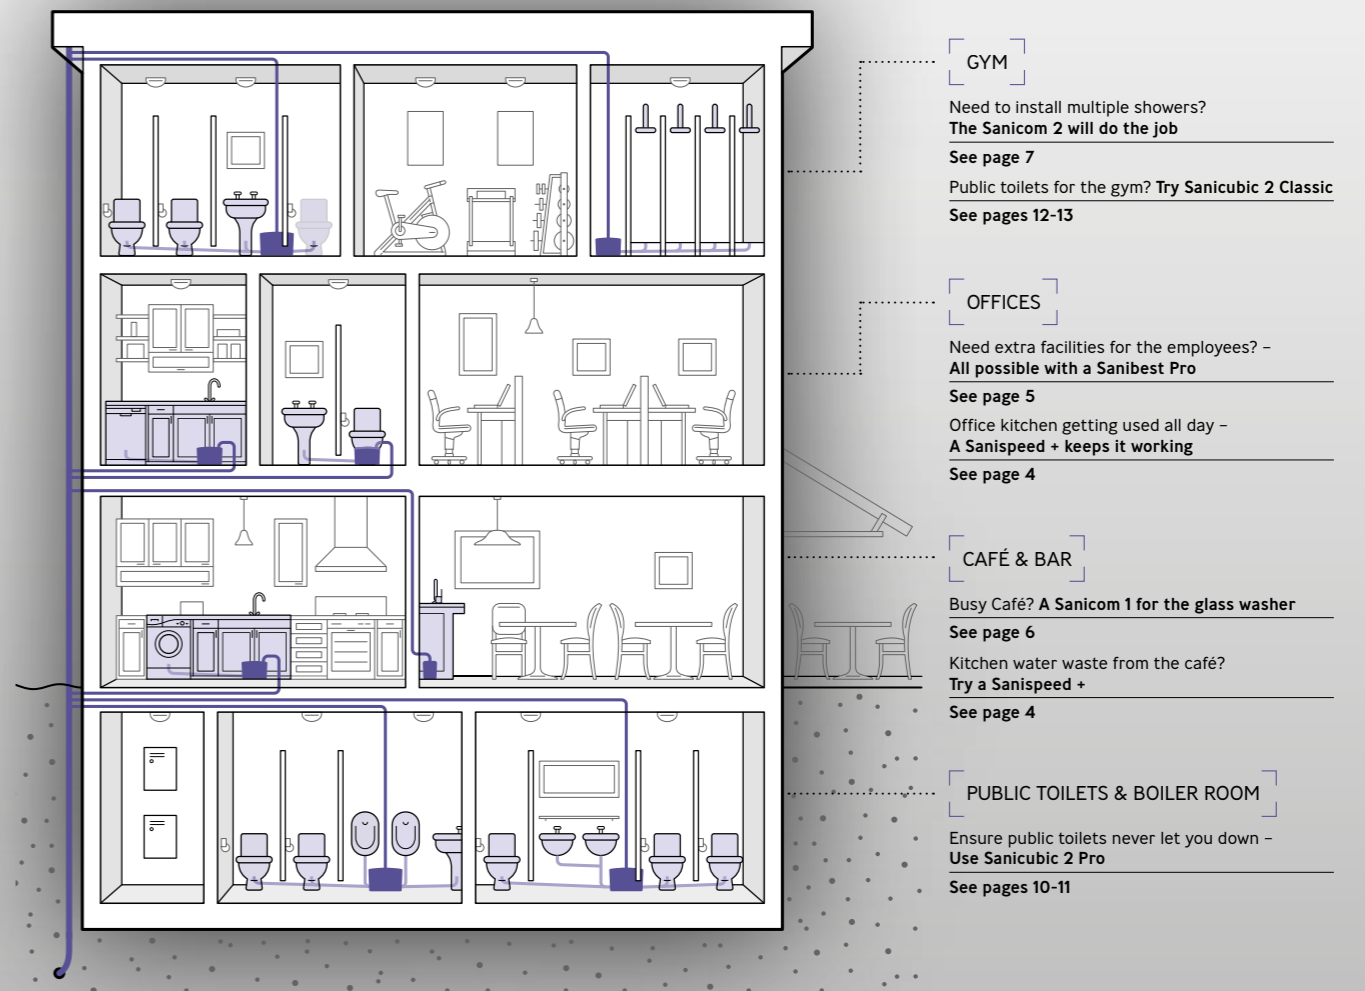 GYM
Need to install multiple showers?
The Sanicom 2 will do the job
See page 7
Public toilets for the gym? Try Sanicubic 2 Classic
See pages 12-13
OFFICES
Need extra facilities for the employees? –
All possible with a Sanibest Pro
See page 5
Office kitchen getting used all day –
A Sanispeed + keeps it working
See page 4
CAFÉ & BAR
Busy Café? A Sanicom 1 for the glass washer
See page 6
Kitchen water waste from the café?
Try a Sanispeed +
See page 4
PUBLIC TOILETS & BOILER ROOM
Ensure public toilets never let you down –
Use Sanicubic 2 Pro
See pages 10-11